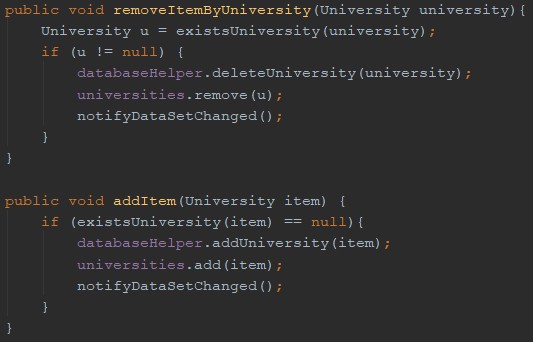 public void removeItemByUniversity(University university){
    University u = existsUniversity(university);
    if (u != null) {
        databaseHelper.deleteUniversity(university);
        universities.remove(u);
        notifyDataSetChanged();
    }
}

public void addItem(University item) {
    if (existsUniversity(item) == null){
        databaseHelper.addUniversity(item);
        universities.add(item);
        notifyDataSetChanged();
    }
}